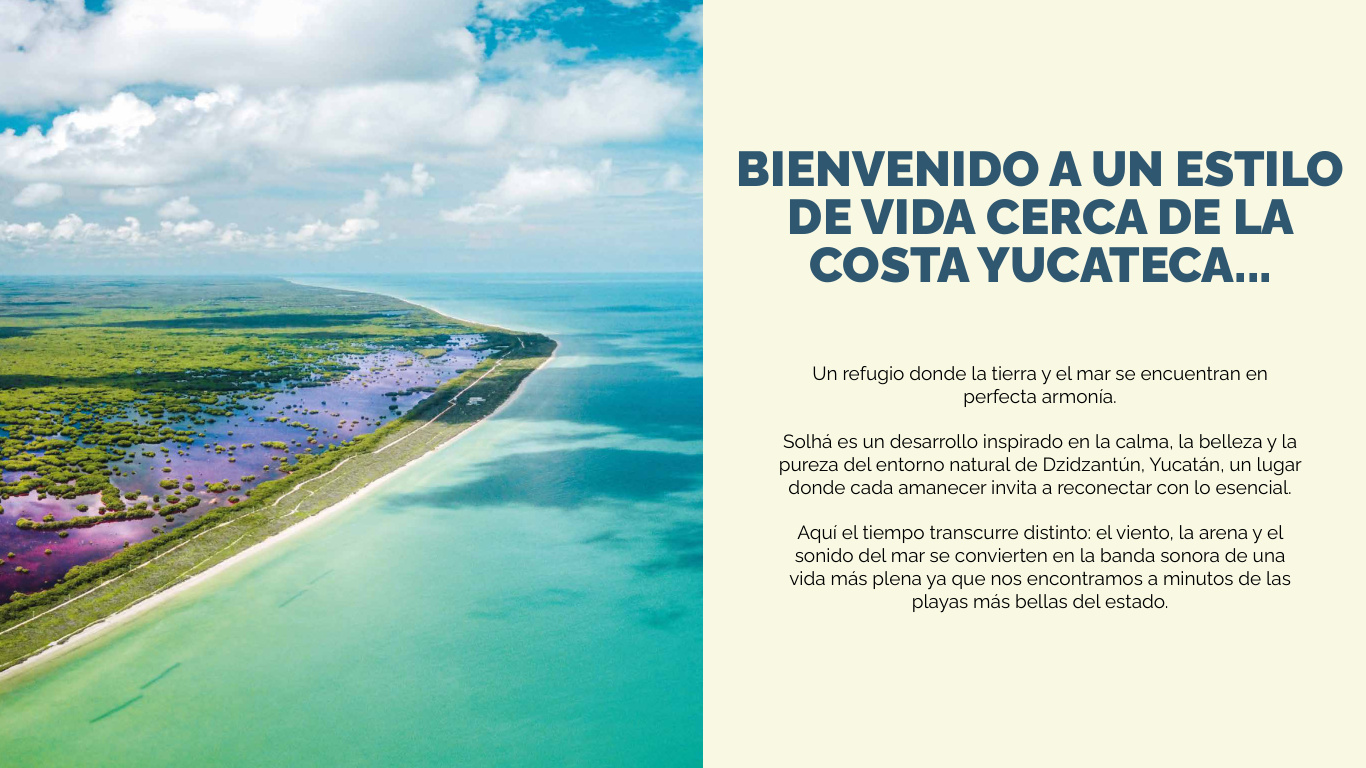 BIENVENIDO A UN ESTILO
DE VIDA CERCA DE LA
COSTA YUCATECA...
Un refugio donde la tierra y el mar se encuentran en
perfecta armonía.
Solhá es un desarrollo inspirado en la calma, la belleza y la
pureza del entorno natural de Dzidzantún, Yucatán, un lugar
donde cada amanecer invita a reconectar con lo esencial.
Aquí el tiempo transcurre distinto: el viento, la arena y el
sonido del mar se convierten en la banda sonora de una
vida más plena ya que nos encontramos a minutos de las
playas más bellas del estado.